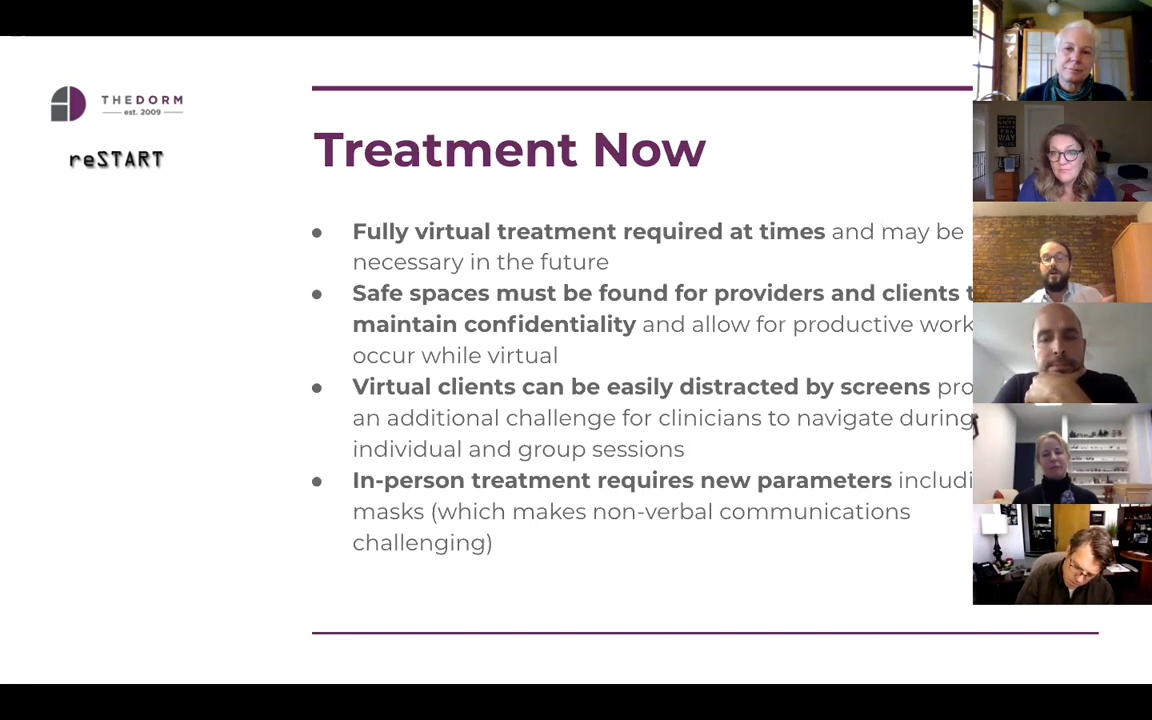 THEDORM
est. 2009
reSTART
Treatment Now
● Fully virtual treatment required at times and may be
necessary in the future
● Safe spaces must be found for providers and clients
maintain confidentiality and allow for productive work
occur while virtual
● Virtual clients can be easily distracted by screens
an additional challenge for clinicians to navigate during
individual and group sessions
● In-person treatment requires new parameters
masks (which makes non-verbal communications
challenging)